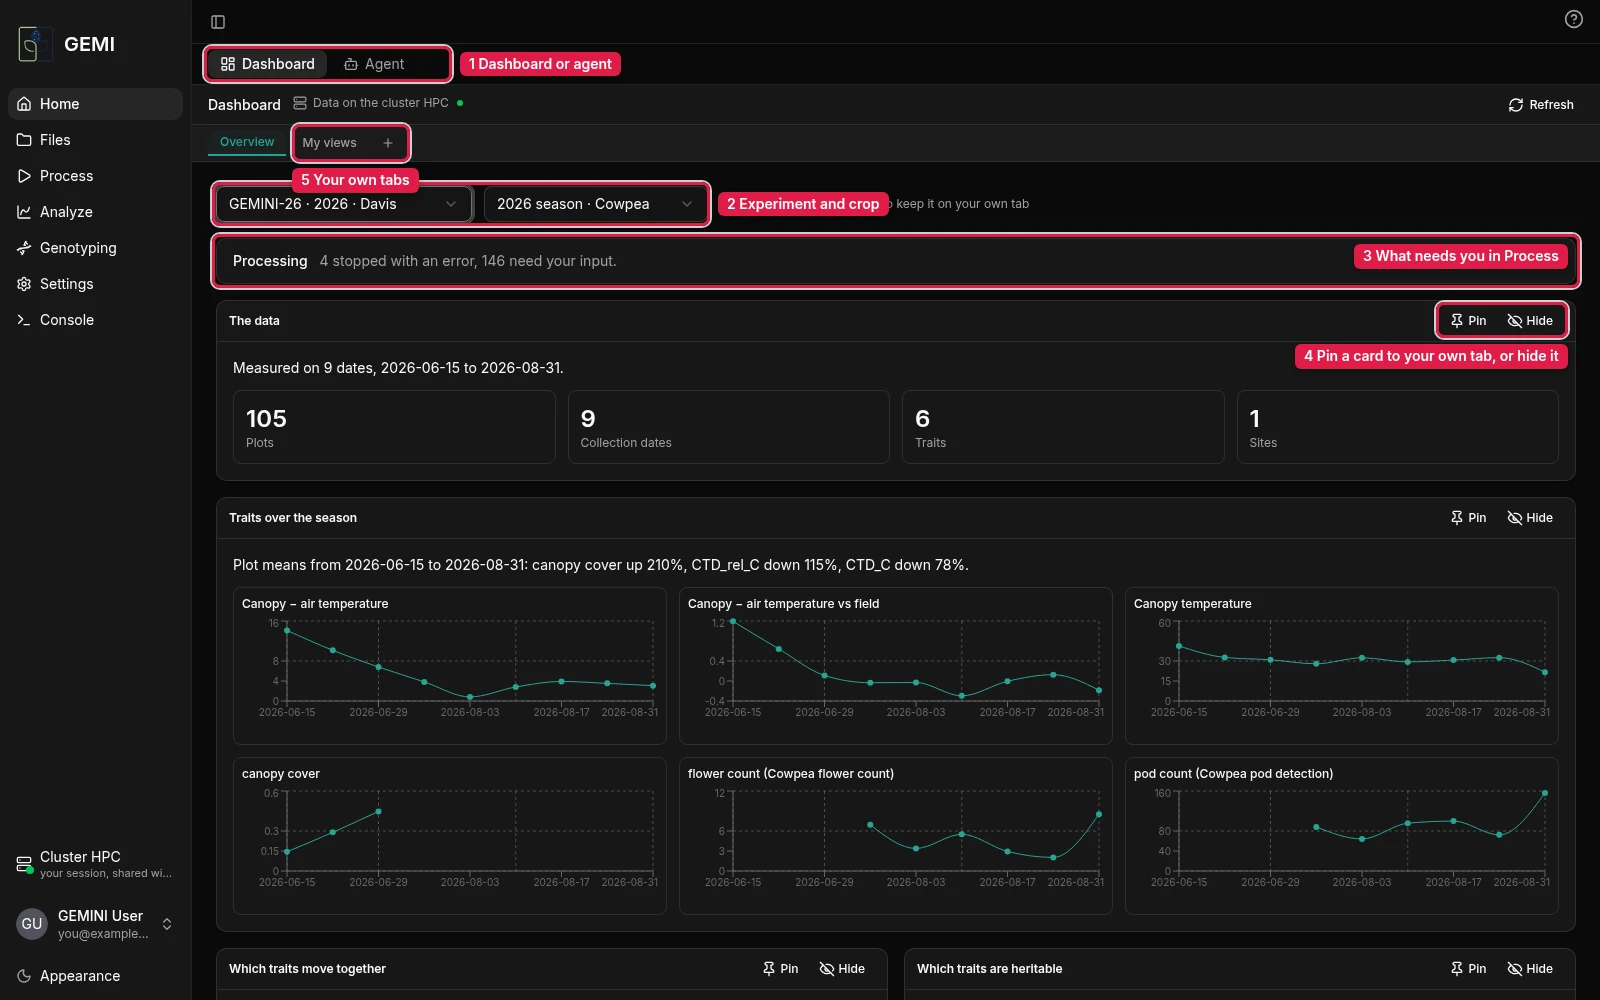 GEMI
Home
Files
Process
Analyze
Genotyping
Settings
Console
Cluster HPC
your session, shared wi...
GU
GEMINI User
you@example...
Appearance
Dashboard
Agent
1 Dashboard or agent
Dashboard
Data on the cluster HPC
Refresh
Overview
My views
+
5 Your own tabs
GEMINI-26 · 2026 · Davis
2026 season · Cowpea
2 Experiment and crop
keep it on your own tab
Processing 4 stopped with an error, 146 need your input.
3 What needs you in Process
The data
Pin
Hide
4 Pin a card to your own tab, or hide it
Measured on 9 dates, 2026-06-15 to 2026-08-31.
105
Plots
9
Collection dates
6
Traits
1
Sites
Traits over the season
Pin
Hide
Plot means from 2026-06-15 to 2026-08-31: canopy cover up 210%, CTD_rel_C down 115%, CTD_C down 78%.
Canopy − air temperature
16
8
4
0
2026-06-15 2026-06-29 2026-08-03 2026-08-17 2026-08-31
Canopy − air temperature vs field
1.2
0.4
0
-0.4
2026-06-15 2026-06-29 2026-08-03 2026-08-17 2026-08-31
Canopy temperature
60
30
15
0
2026-06-15 2026-06-29 2026-08-03 2026-08-17 2026-08-31
canopy cover
0.6
0.3
0.15
0
2026-06-15 2026-06-29 2026-08-03 2026-08-17 2026-08-31
flower count (Cowpea flower count)
12
6
3
0
2026-06-15 2026-06-29 2026-08-03 2026-08-17 2026-08-31
pod count (Cowpea pod detection)
160
80
40
0
2026-06-15 2026-06-29 2026-08-03 2026-08-17 2026-08-31
Which traits move together
Pin
Hide
Which traits are heritable
Pin
Hide